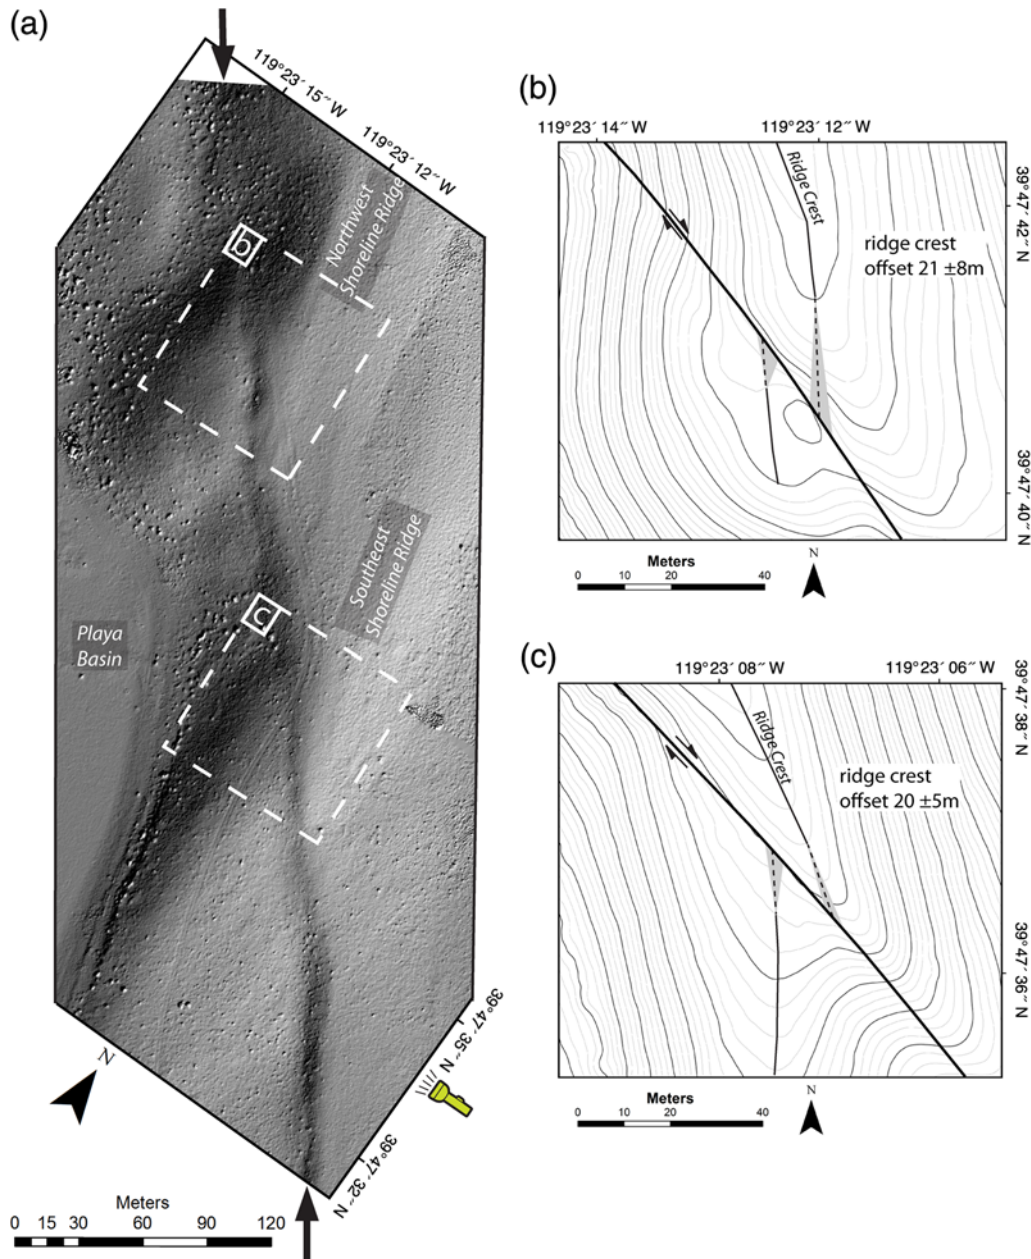 (a)
119°23′ 15″ W
119°23′ 12″ W
Northwest
Shoreline Ridge
b
Southeast
Shoreline Ridge
c
Playa
Basin
39°47′ 35″ N
39°47′ 32″ N
N
Meters
0 15 30 60 90 120
(b)
119°23′ 14″ W
119°23′ 12″ W
Ridge Crest
ridge crest
offset 21 ±8m
39°47′ 42″ N
39°47′ 40″ N
Meters
0 10 20 40
N
(c)
119°23′ 08″ W
119°23′ 06″ W
Ridge Crest
ridge crest
offset 20 ±5m
39°47′ 38″ N
39°47′ 36″ N
Meters
0 10 20 40
N